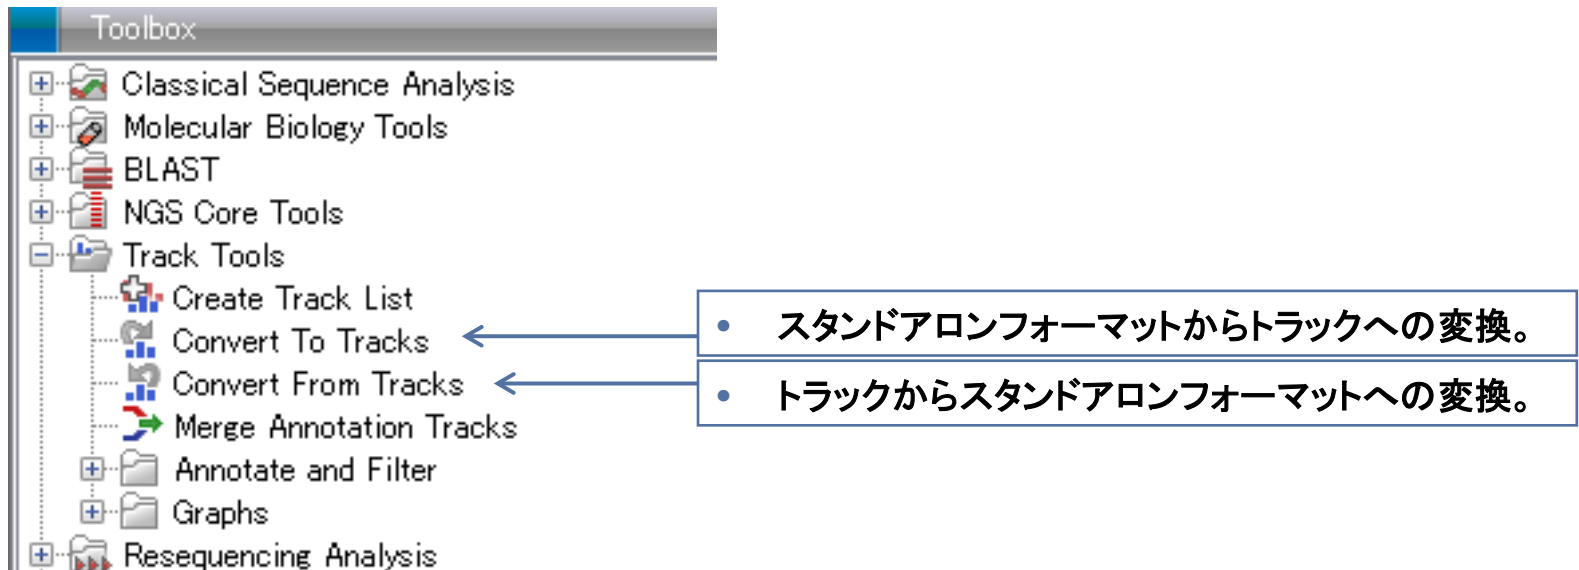 Toolbox
Classical Sequence Analysis
Molecular Biology Tools
BLAST
NGS Core Tools
Track Tools
Create Track List
Convert To Tracks
• スタンドアロンフォーマットからトラックへの変換。
Convert From Tracks
• トラックからスタンドアロンフォーマットへの変換。
Merge Annotation Tracks
Annotate and Filter
Graphs
Resequencing Analysis